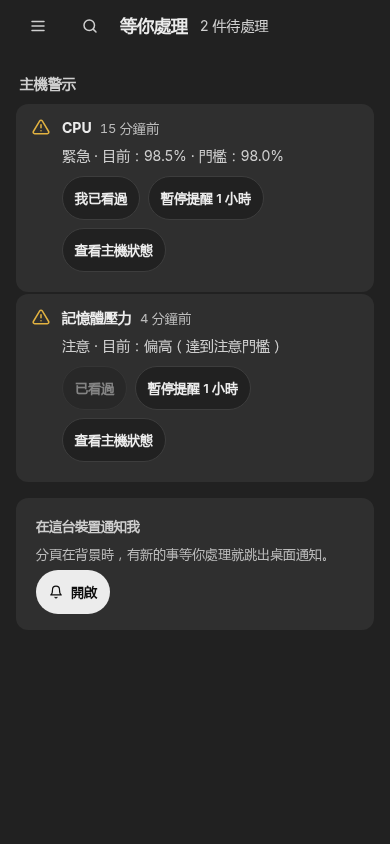 等你處理 2 件待處理
主機警示
CPU 15 分鐘前
緊急 · 目前：98.5% · 門檻：98.0%
我已看過 暫停提醒 1 小時
查看主機狀態
記憶體壓力 4 分鐘前
注意 · 目前：偏高（達到注意門檻）
已看過 暫停提醒 1 小時
查看主機狀態
在這台裝置通知我
分頁在背景時，有新的事等你處理就跳出桌面通知。
開啟